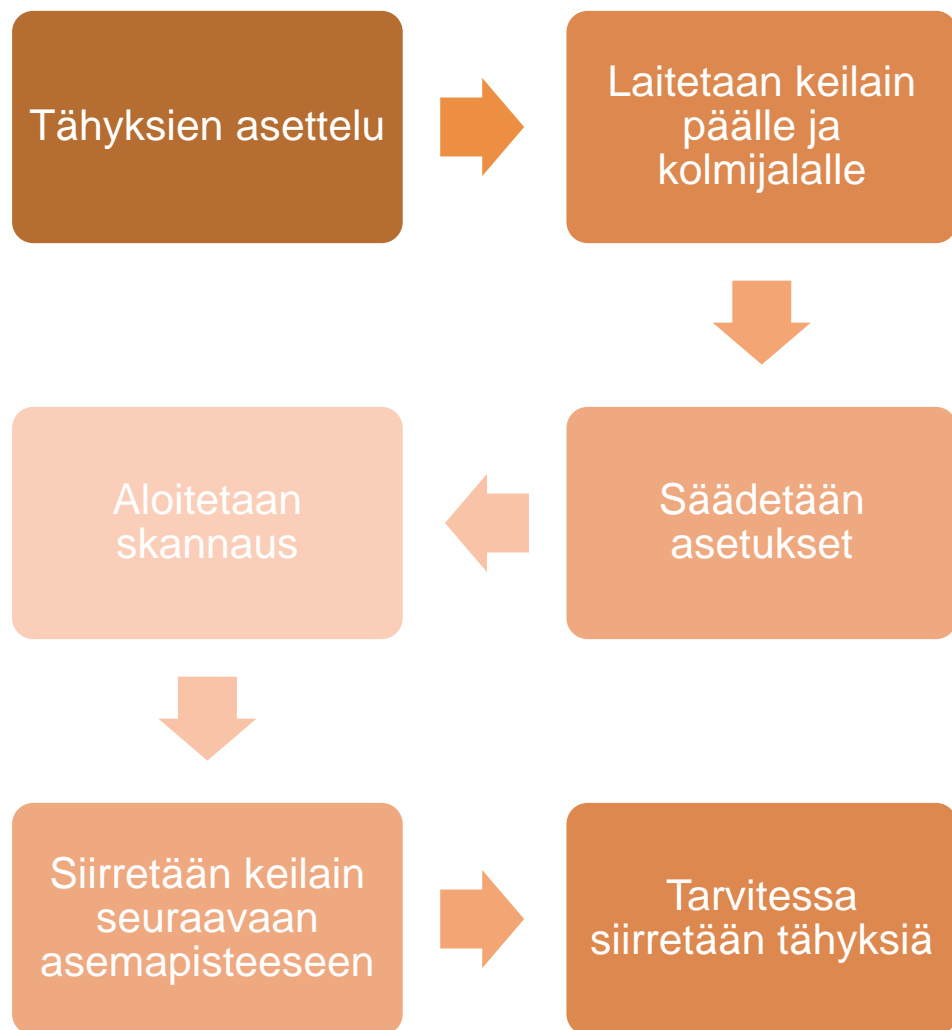 Tähyksien asettelu
Laitetaan keilain
päälle ja
kolmijalalle
Säädetään
asetukset
Aloitetaan
skannaus
Siirretään keilain
seuraavaan
asemapisteeseen
Tarvitessa
siirretään tähyksiä